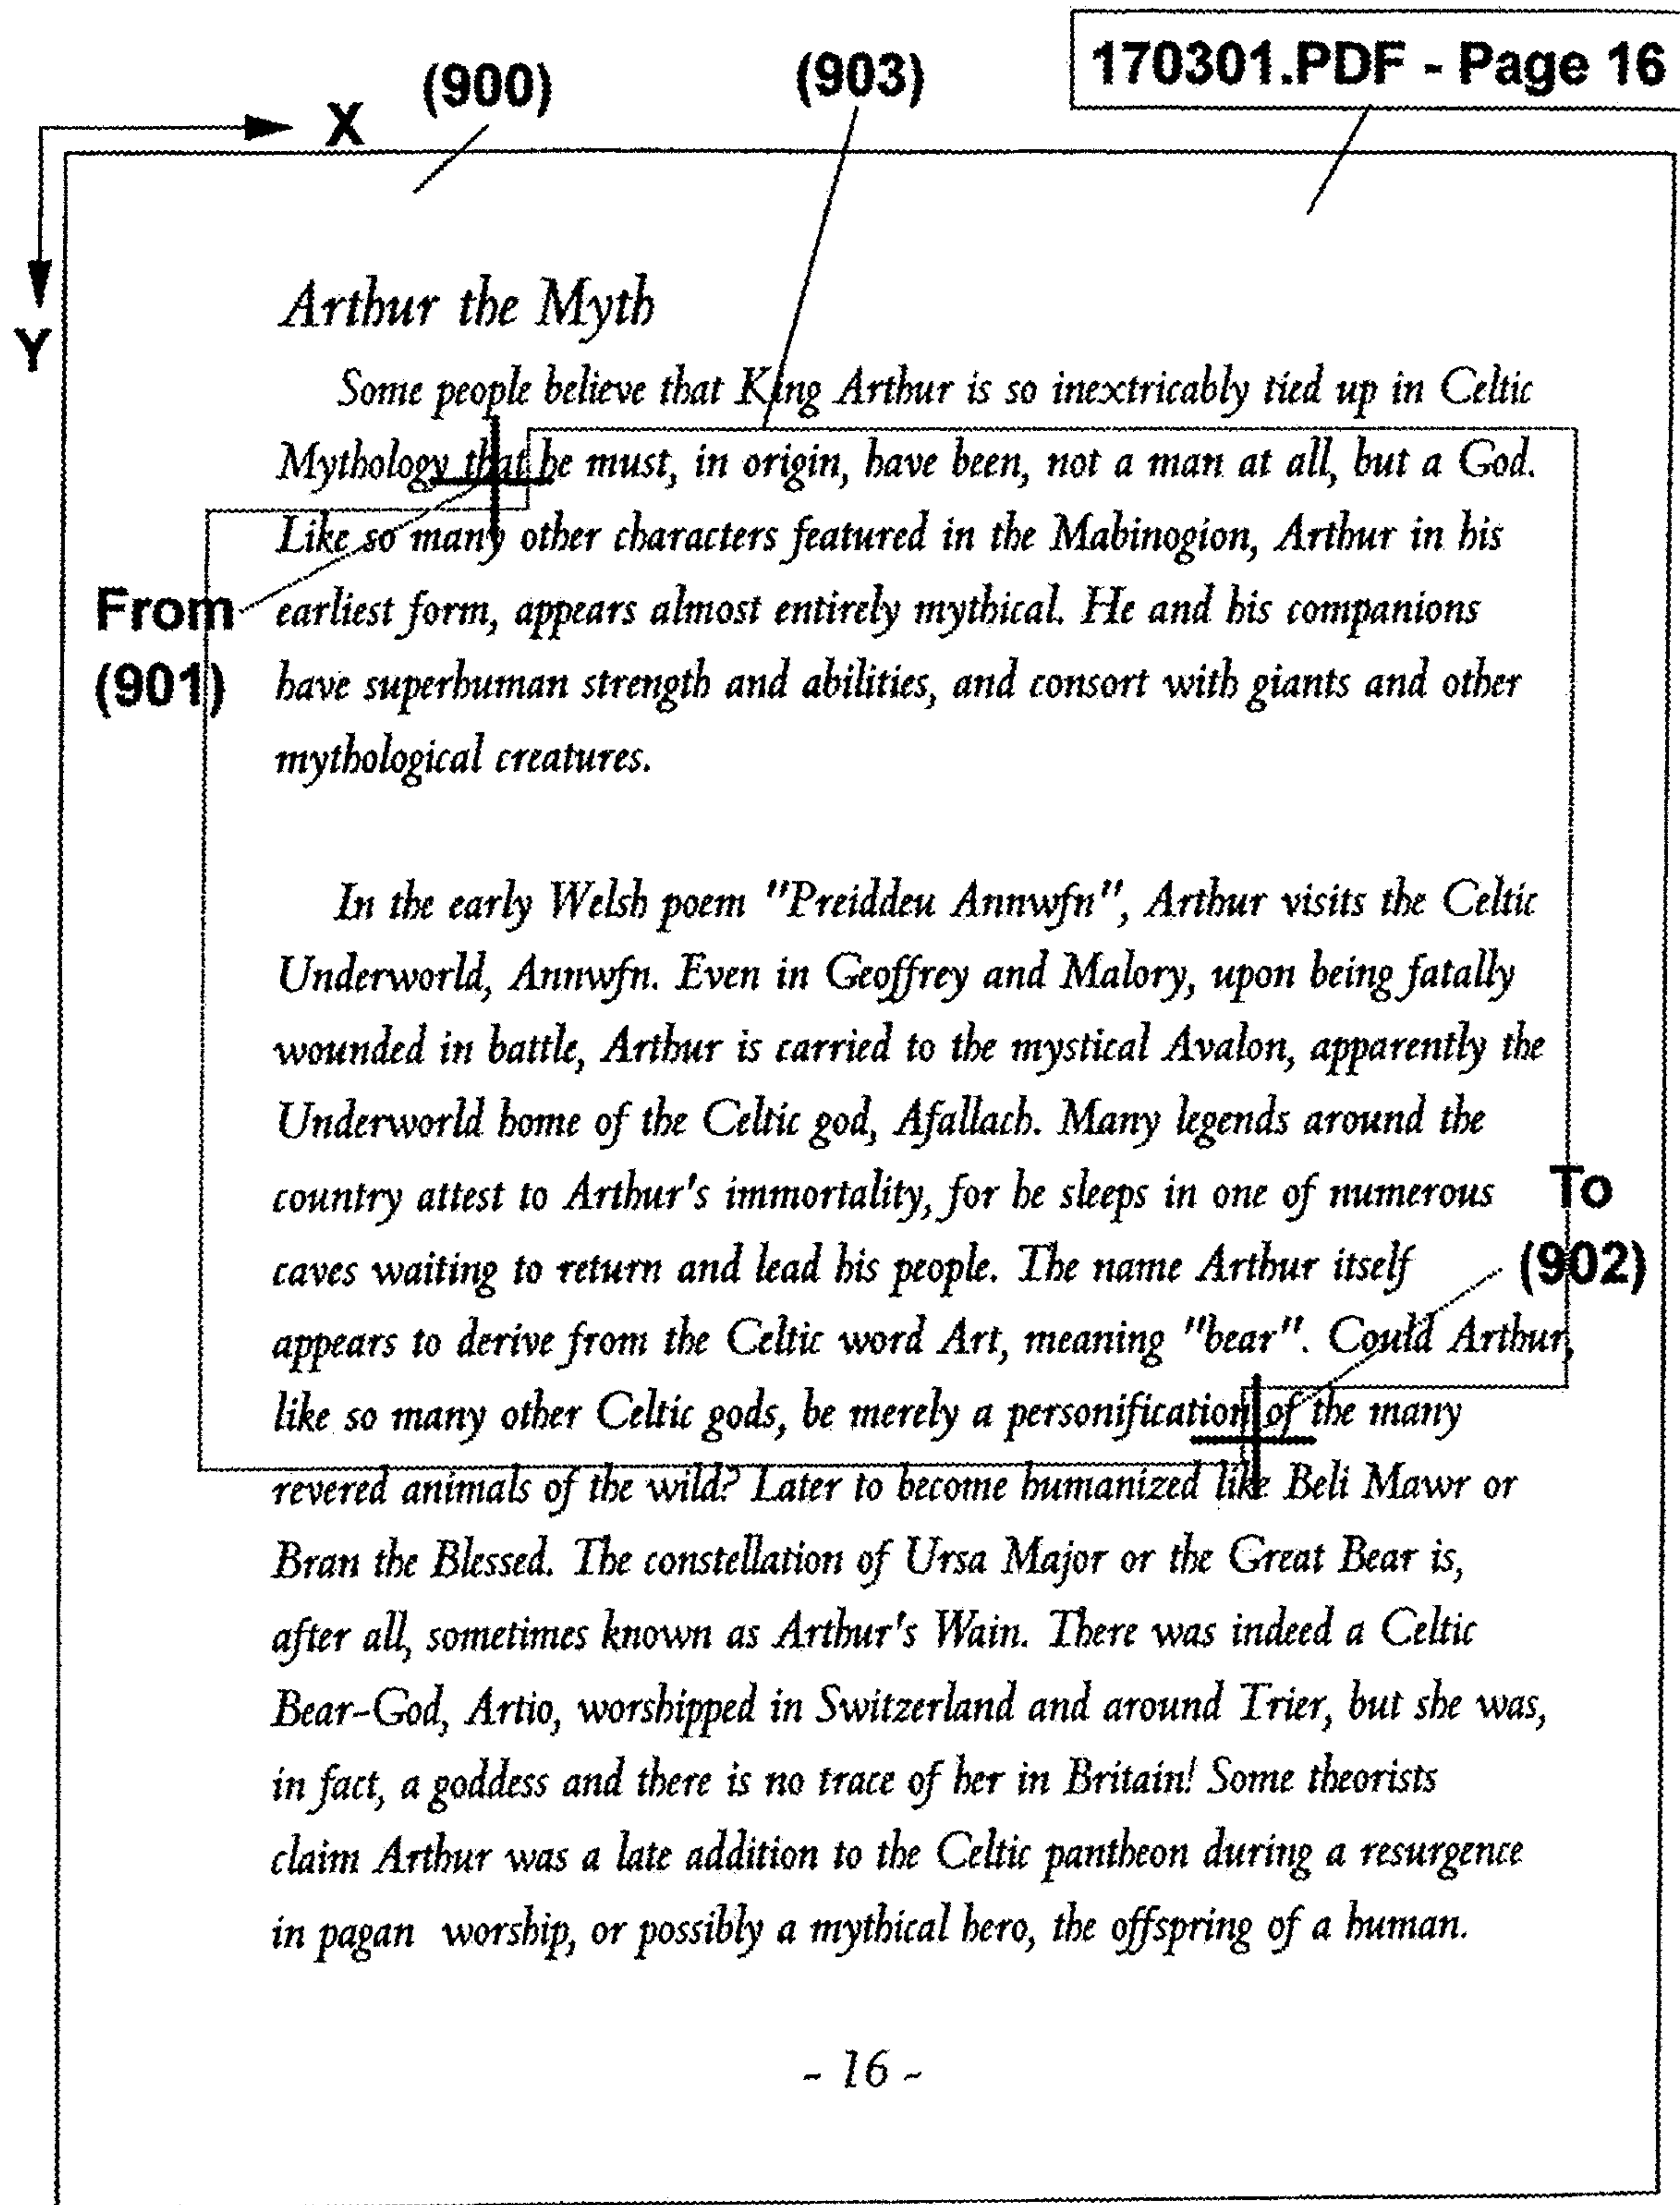 170301.PDF - Page 16
(900)
(903)
X
Y
Arthur the Myth
Some people believe that King Arthur is so inextricably tied up in Celtic
Mythology that he must, in origin, have been, not a man at all, but a God.
Like so many other characters featured in the Mabinogion, Arthur in his
From
earliest form, appears almost entirely mythical. He and his companions
(901)
have superhuman strength and abilities, and consort with giants and other
mythological creatures.
In the early Welsh poem "Preiddeu Annwfn", Arthur visits the Celtic
Underworld, Annwfn. Even in Geoffrey and Malory, upon being fatally
wounded in battle, Arthur is carried to the mystical Avalon, apparently the
Underworld home of the Celtic god, Afallach. Many legends around the
country attest to Arthur's immortality, for he sleeps in one of numerous
To
caves waiting to return and lead his people. The name Arthur itself
(902)
appears to derive from the Celtic word Art, meaning "bear". Could Arthur,
like so many other Celtic gods, be merely a personification of the many
revered animals of the wild? Later to become humanized like Beli Mawr or
Bran the Blessed. The constellation of Ursa Major or the Great Bear is,
after all, sometimes known as Arthur's Wain. There was indeed a Celtic
Bear-God, Artio, worshipped in Switzerland and around Trier, but she was,
in fact, a goddess and there is no trace of her in Britain! Some theorists
claim Arthur was a late addition to the Celtic pantheon during a resurgence
in pagan worship, or possibly a mythical hero, the offspring of a human.
- 16 -